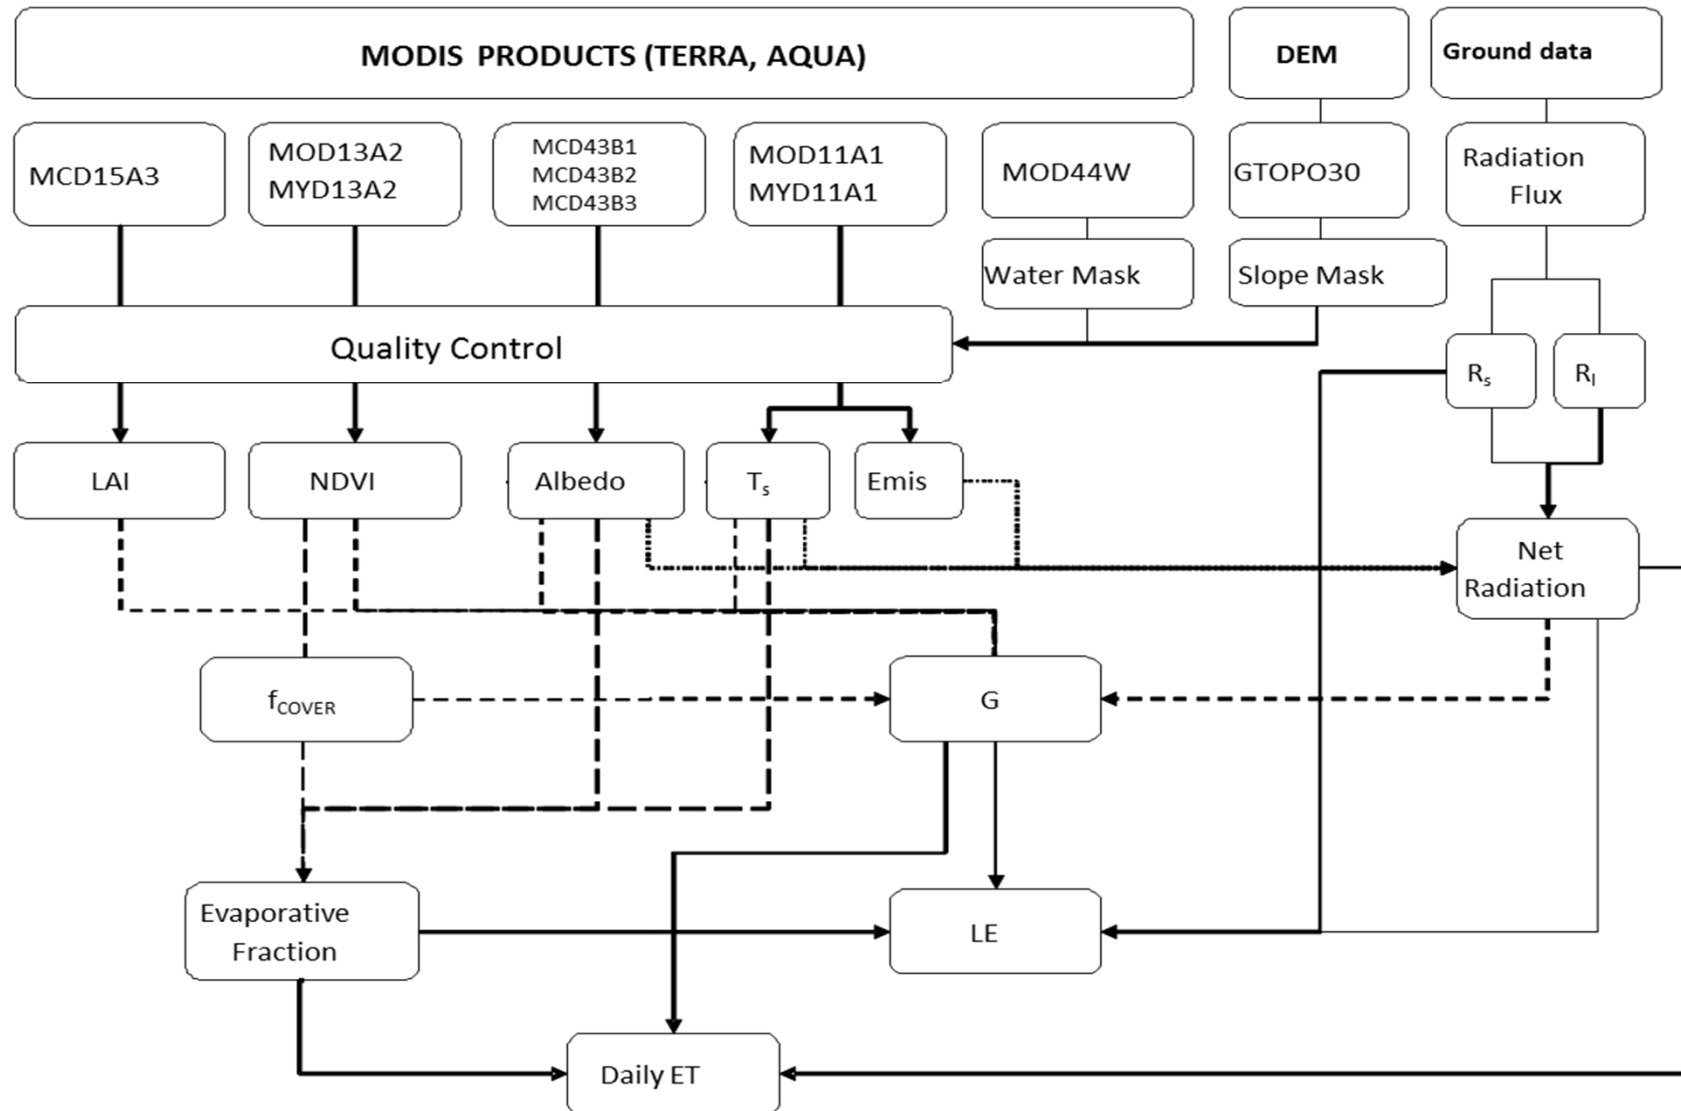 MODIS PRODUCTS (TERRA, AQUA)
DEM
Ground data
MCD15A3
MOD13A2
MYD13A2
MCD43B1
MCD43B2
MCD43B3
MOD11A1
MYD11A1
MOD44W
GTOPO30
Radiation
Flux
Water Mask
Slope Mask
Quality Control
Rs
Rl
LAI
NDVI
Albedo
Ts
Emis
Net
Radiation
fCOVER
G
Evaporative
Fraction
LE
Daily ET